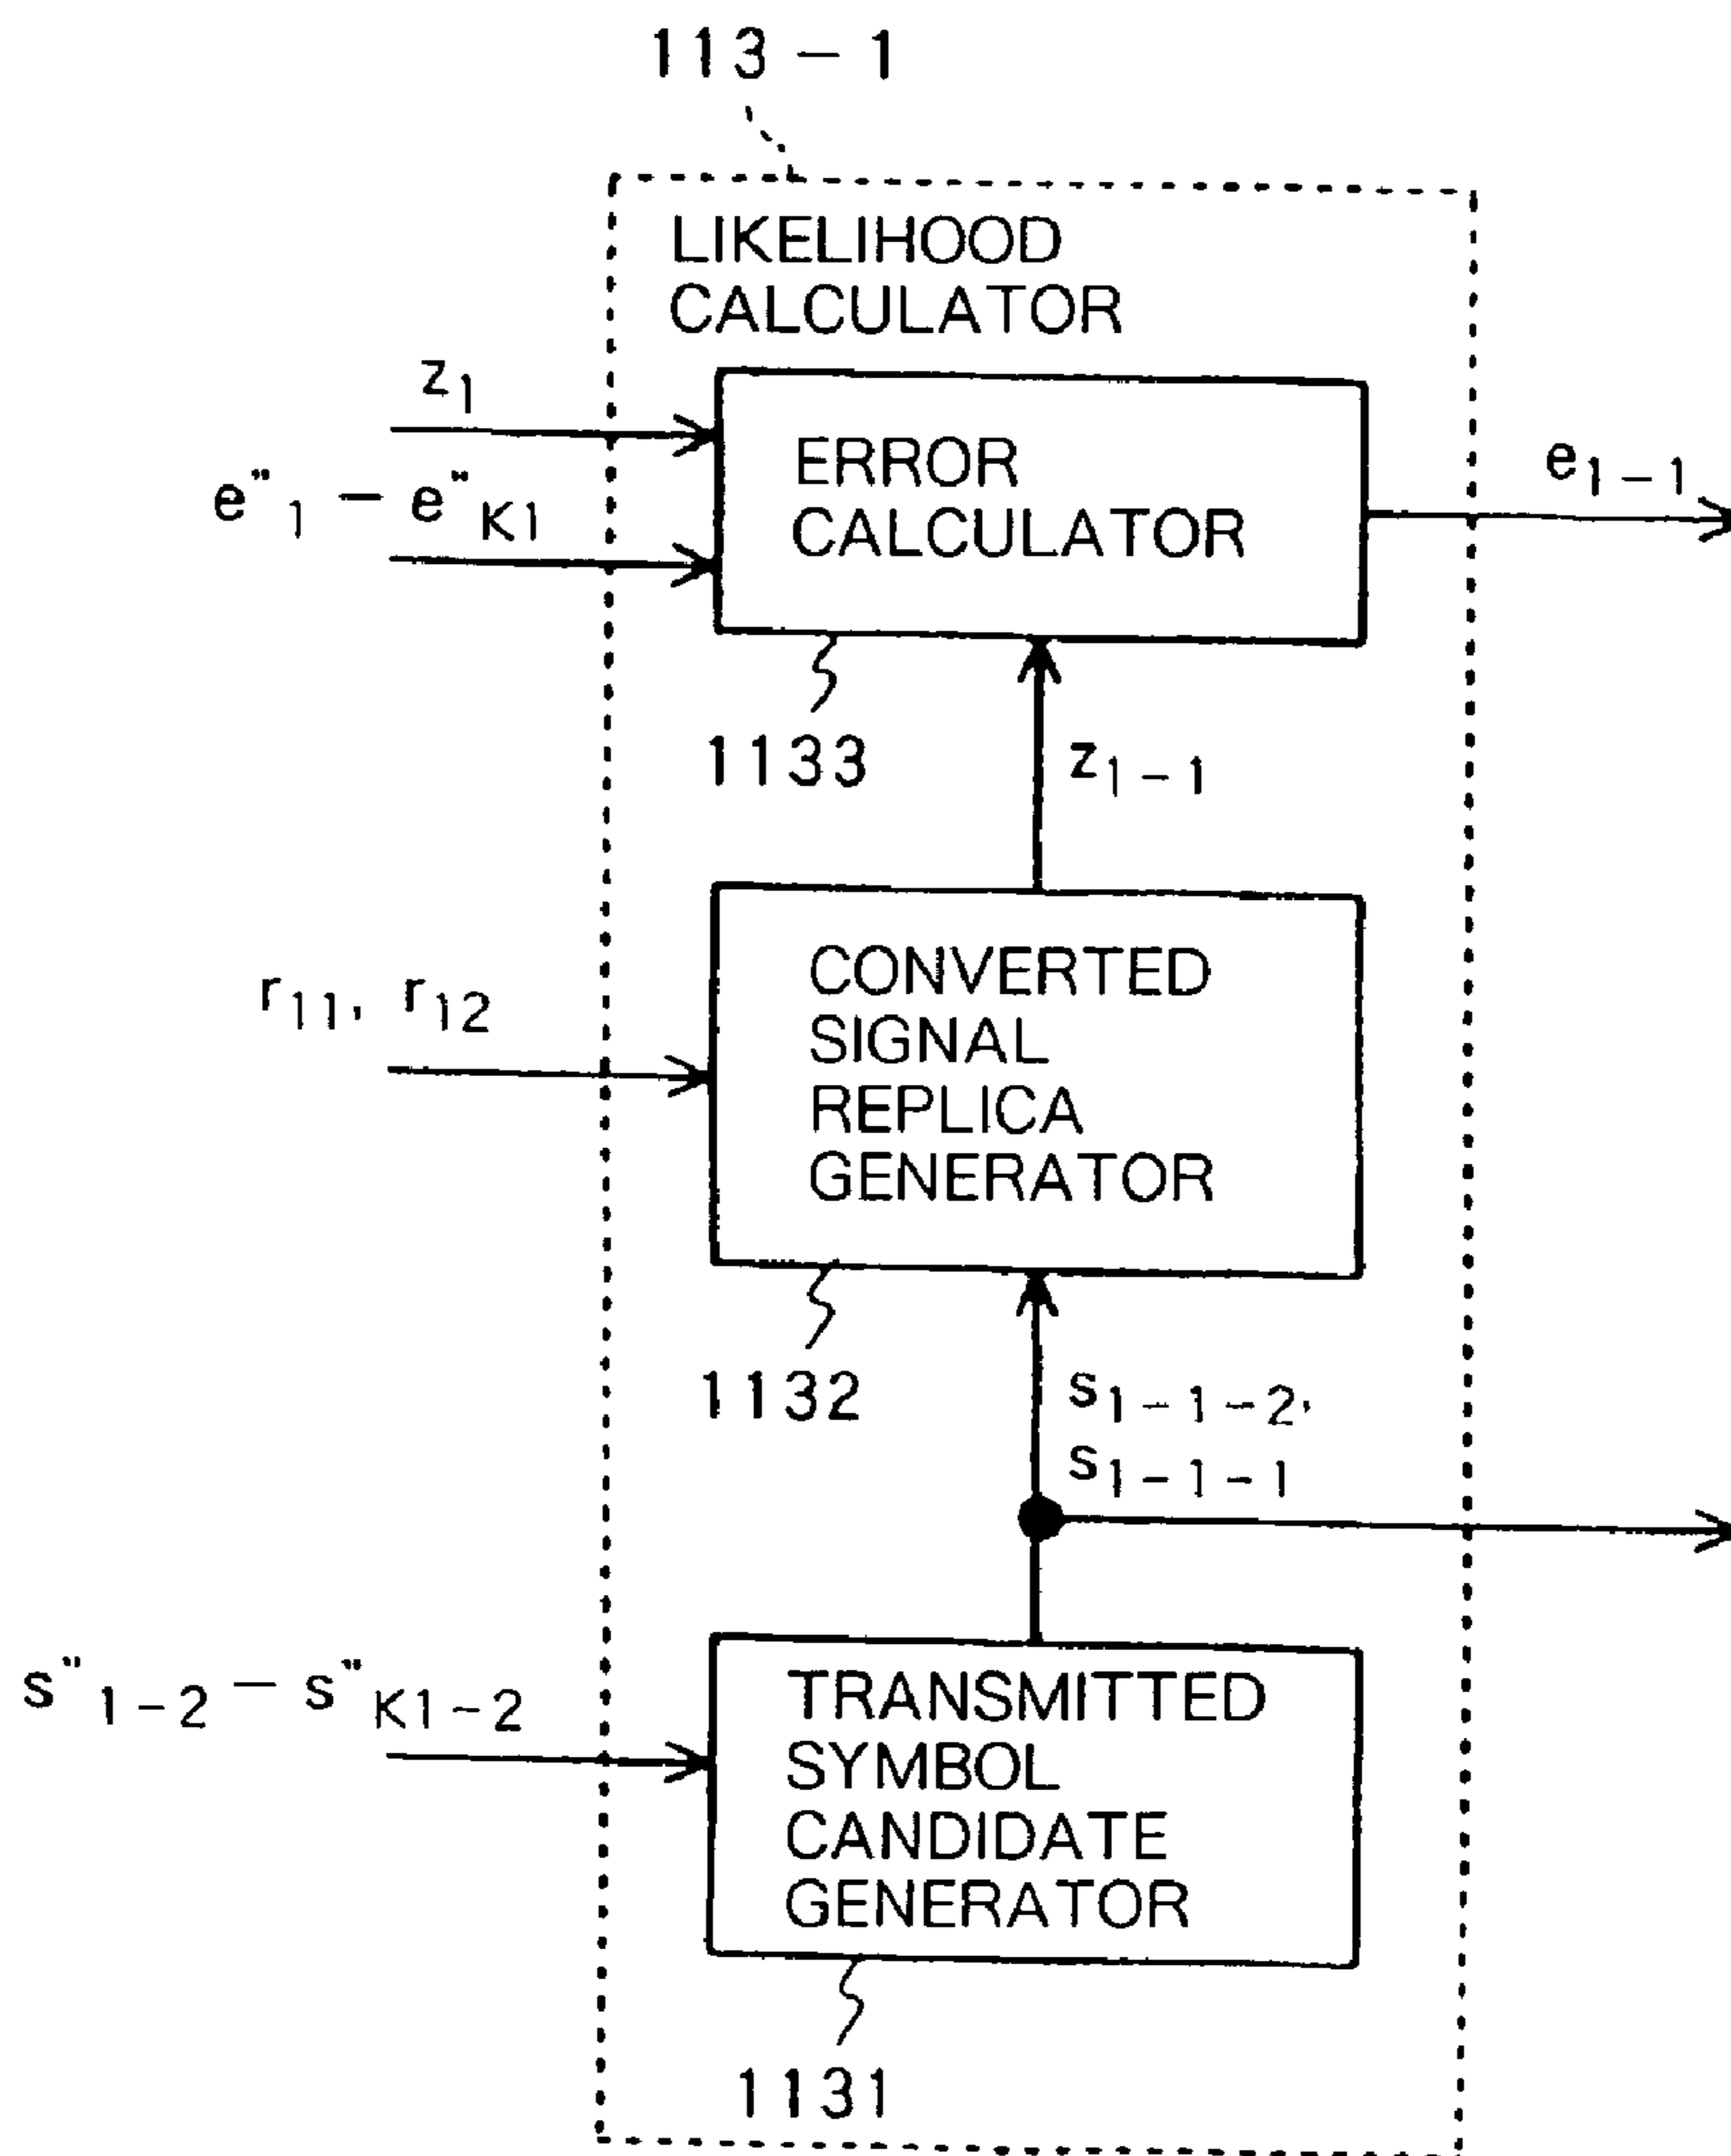 113-1
LIKELIHOOD
CALCULATOR
z1
e"1 - e"K1
ERROR
CALCULATOR
e1-1
1133
z1-1
r11, r12
CONVERTED
SIGNAL
REPLICA
GENERATOR
1132
s1-1-2,
s1-1-1
s"1-2 - s"K1-2
TRANSMITTED
SYMBOL
CANDIDATE
GENERATOR
1131